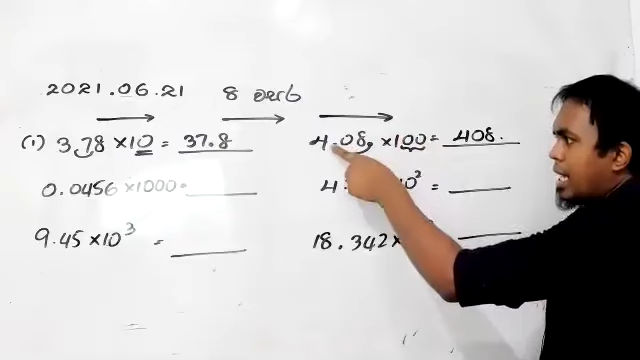 2021.06.21 8
(1) 3.78 ×10 = 37.8 4.08 ×100 = 408.
0.0456 ×1000 = 4. 10² =
9.45 ×10³ = 18.342 ×